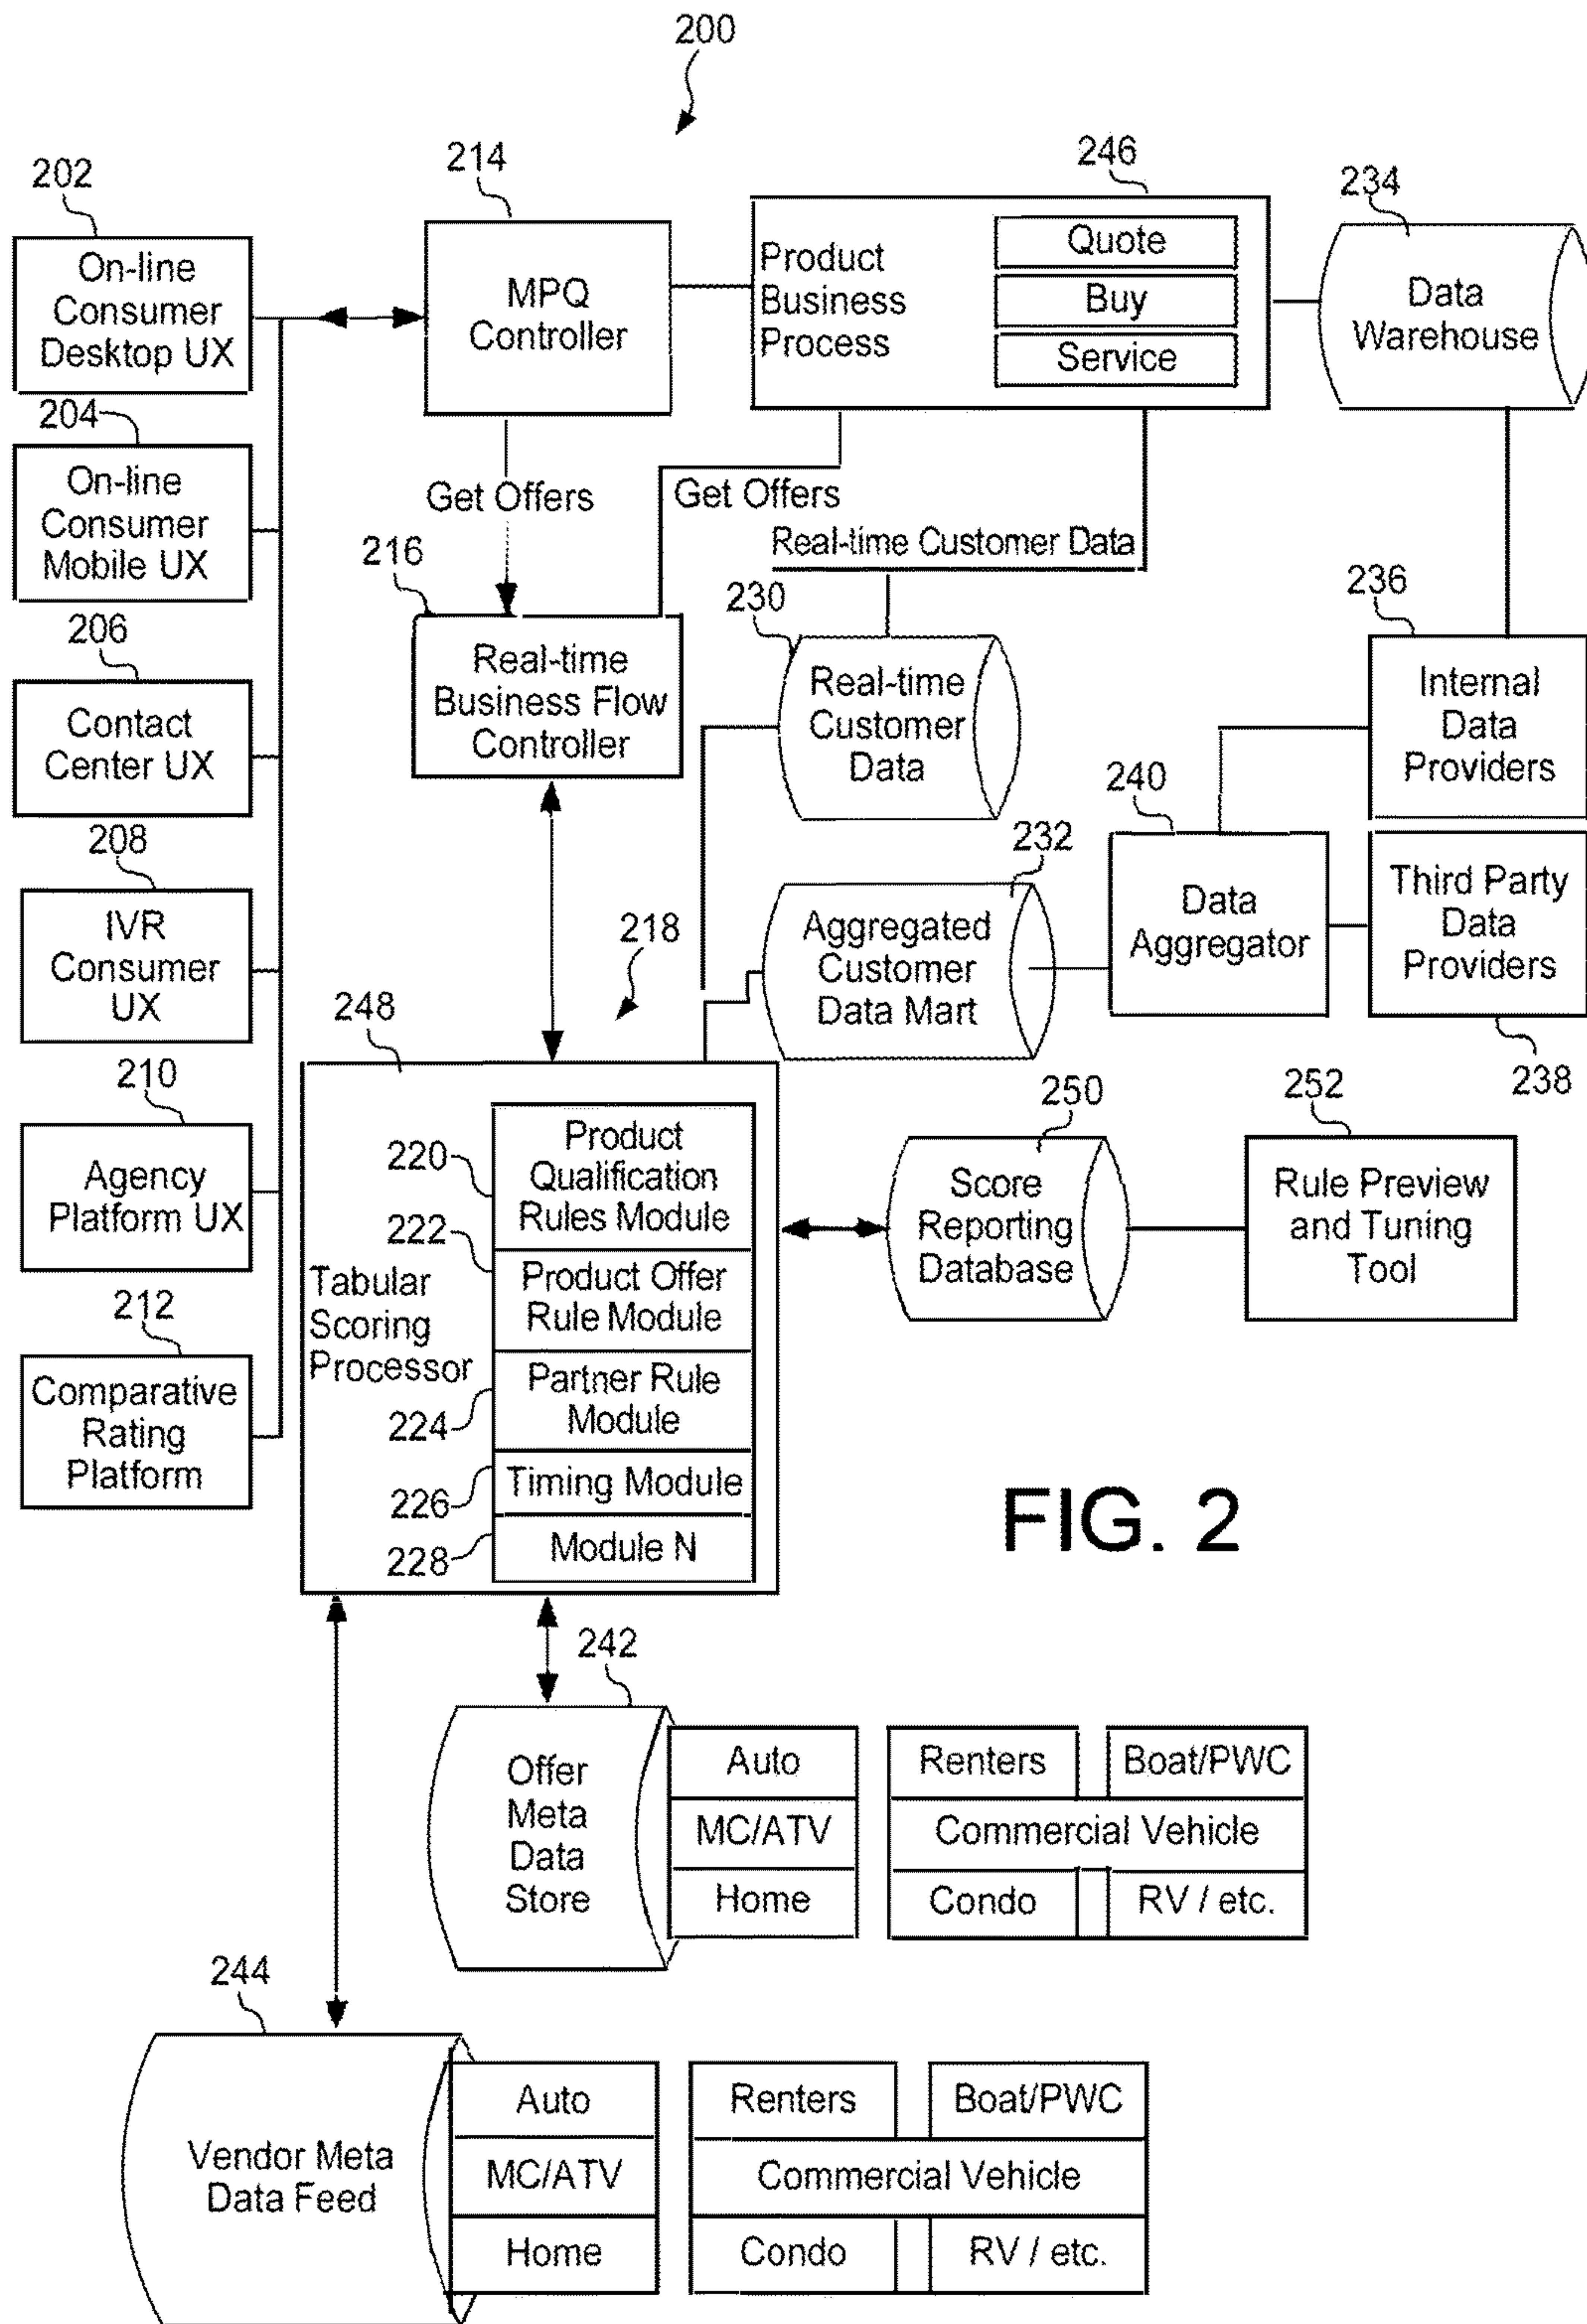 200
202
On-line
Consumer
Desktop UX
204
On-line
Consumer
Mobile UX
206
Contact
Center UX
208
IVR
Consumer
UX
210
Agency
Platform UX
212
Comparative
Rating
Platform
214
MPQ
Controller
Get Offers
216
Real-time
Business Flow
Controller
246
Product
Business
Process
Quote
Buy
Service
Get Offers
Real-time Customer Data
234
Data
Warehouse
230
Real-time
Customer
Data
236
Internal
Data
Providers
240
Data
Aggregator
Third Party
Data
Providers
238
232
Aggregated
Customer
Data Mart
218
248
Tabular
Scoring
Processor
220
Product
Qualification
Rules Module
222
Product Offer
Rule Module
224
Partner Rule
Module
226
Timing Module
228
Module N
250
Score
Reporting
Database
252
Rule Preview
and Tuning
Tool
FIG. 2
242
Offer
Meta
Data
Store
Auto
MC/ATV
Home
Renters
Boat/PWC
Commercial Vehicle
Condo
RV / etc.
244
Vendor Meta
Data Feed
Auto
MC/ATV
Home
Renters
Boat/PWC
Commercial Vehicle
Condo
RV / etc.